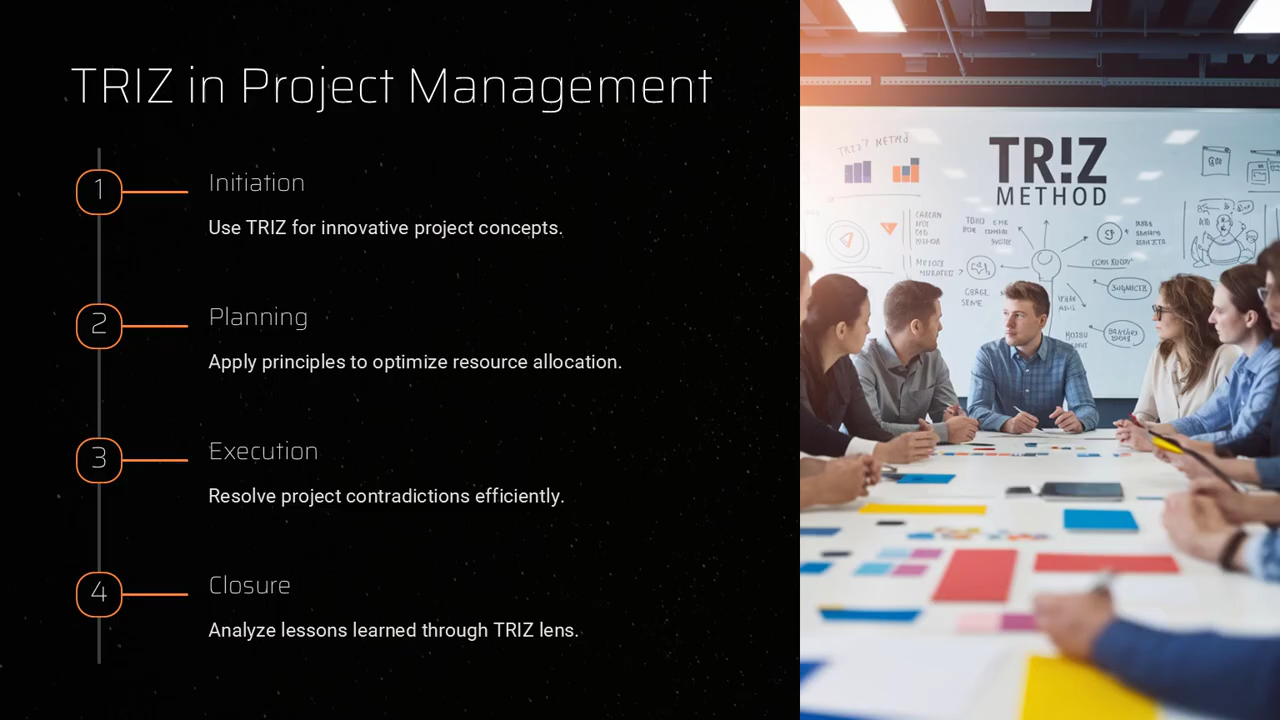 TRIZ in Project Management
1
Initiation
Use TRIZ for innovative project concepts.
2
Planning
Apply principles to optimize resource allocation.
3
Execution
Resolve project contradictions efficiently.
4
Closure
Analyze lessons learned through TRIZ lens.
TR!Z
METHOD